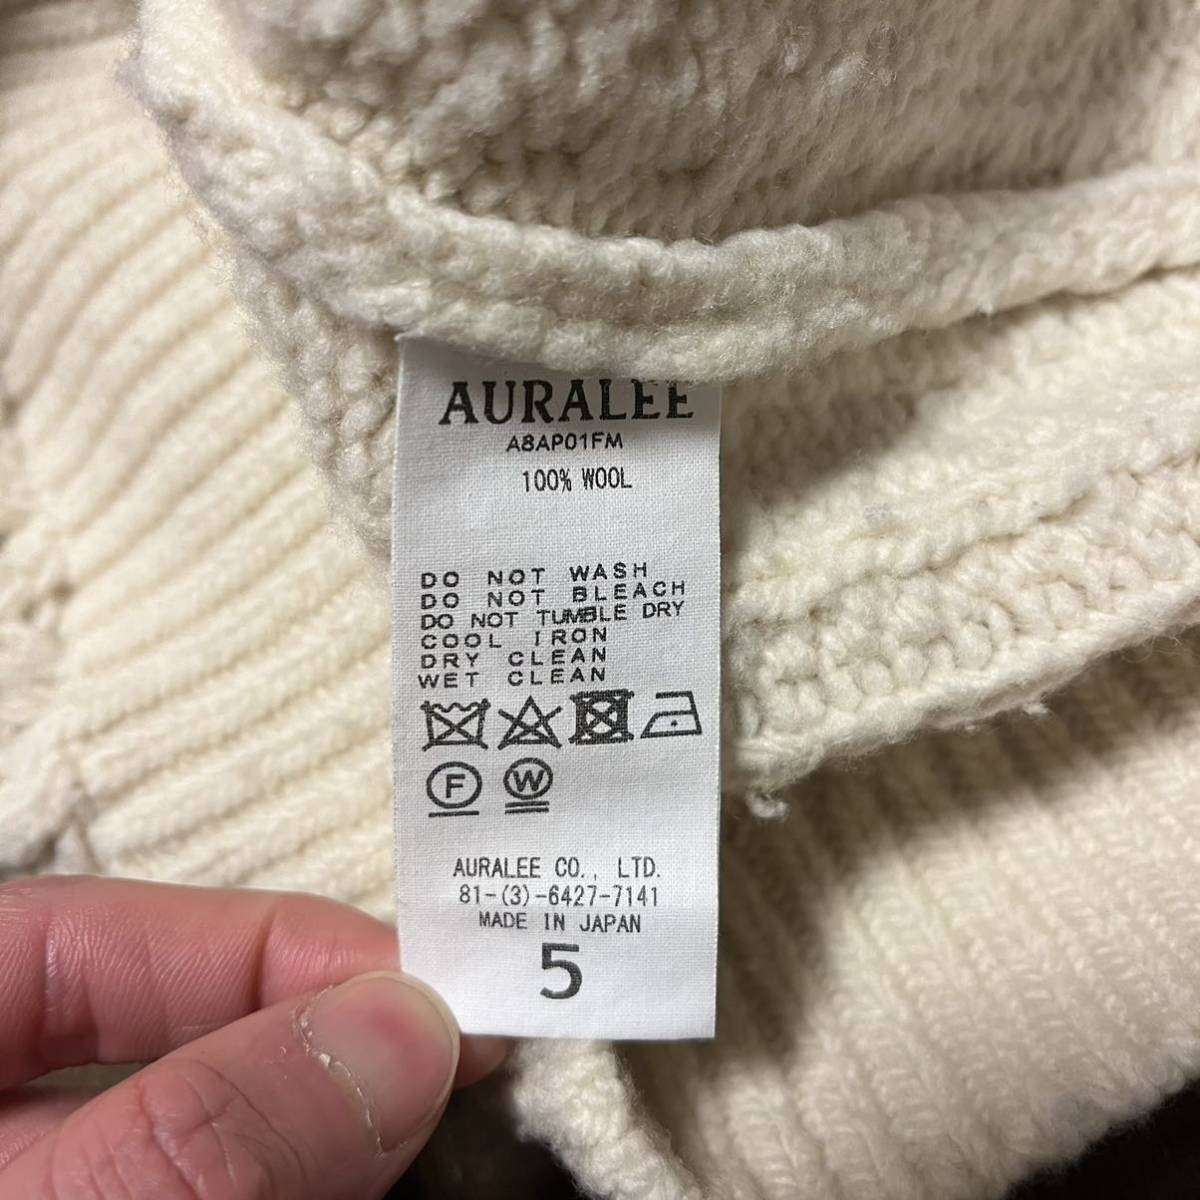 AURALEE
A8AP01FM
100% WOOL
DO NOT WASH
DO NOT BLEACH
DO NOT TUMBLE DRY
COOL IRON
DRY CLEAN
WET CLEAN
F W
AURALEE CO., LTD.
81-(3)-6427-7141
MADE IN JAPAN
5